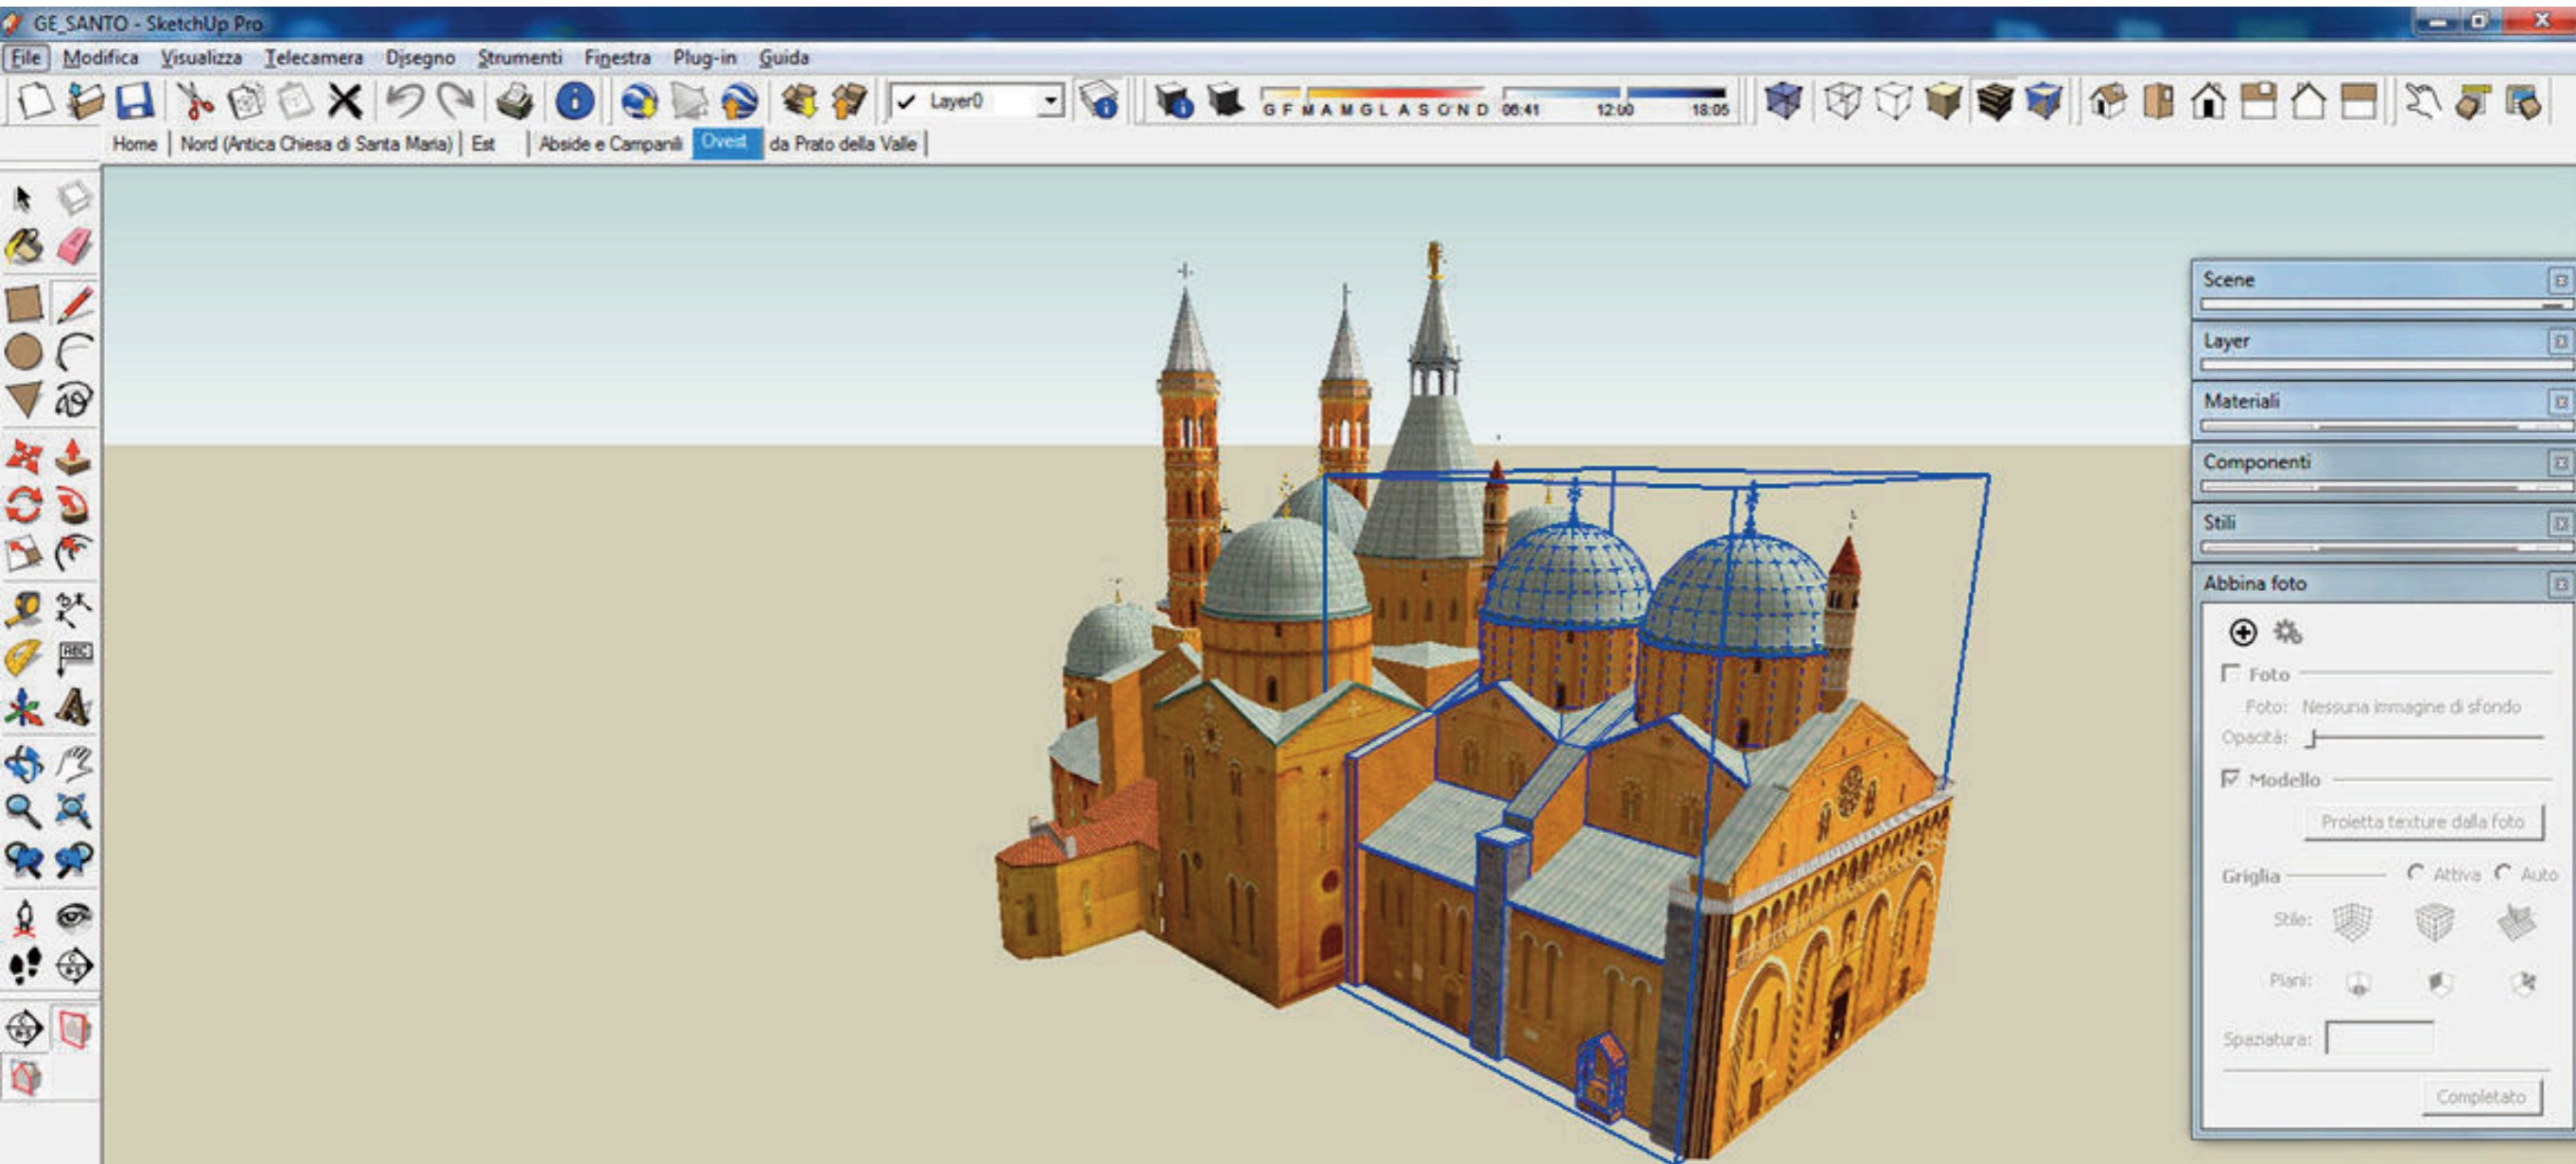 GE_SANTO - SketchUp Pro
File Modifica Visualizza Telecamera Disegno Strumenti Finestra Plug-in Guida
Layer0
G F M A M G L A S O N D 06:41 12:00 18:05
Home Nord (Antica Chiesa di Santa Maria) Est Abside e Campanili Ovest da Prato della Valle
Scene
Layer
Materiali
Componenti
Stili
Abbina foto
Foto
Foto: Nessuna immagine di sfondo
Opacità:
Modello
Proietta texture dalla foto
Griglia Attiva Auto
Stile:
Piani:
Spaziatura:
Completato
ABC